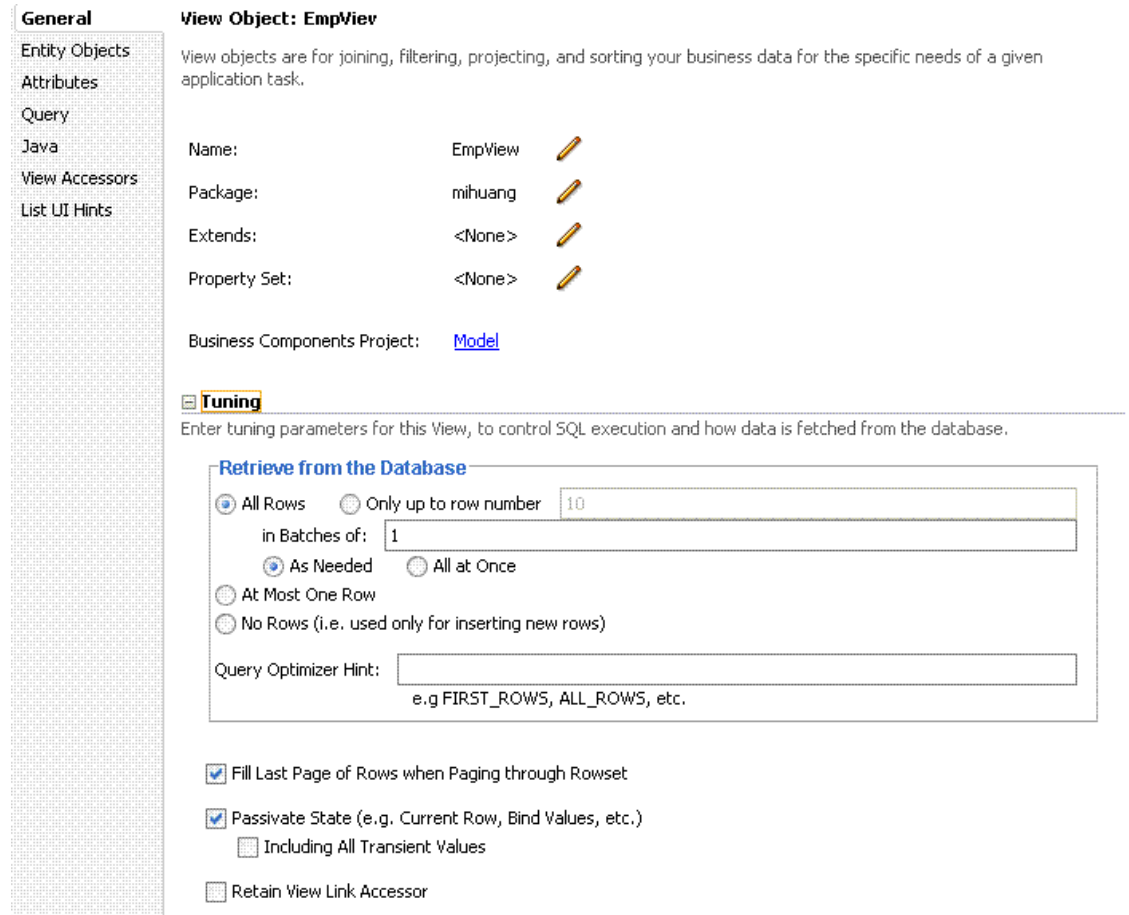 General
Entity Objects
Attributes
Query
Java
View Accessors
List UI Hints
View Object: EmpView
View objects are for joining, filtering, projecting, and sorting your business data for the specific needs of a given
application task.
Name: EmpView
Package: mihuang
Extends: <None>
Property Set: <None>
Business Components Project: Model
Tuning
Enter tuning parameters for this View, to control SQL execution and how data is fetched from the database.
Retrieve from the Database
All Rows Only up to row number 10
in Batches of: 1
As Needed All at Once
At Most One Row
No Rows (i.e. used only for inserting new rows)
Query Optimizer Hint:
e.g FIRST_ROWS, ALL_ROWS, etc.
Fill Last Page of Rows when Paging through Rowset
Passivate State (e.g. Current Row, Bind Values, etc.)
Including All Transient Values
Retain View Link Accessor